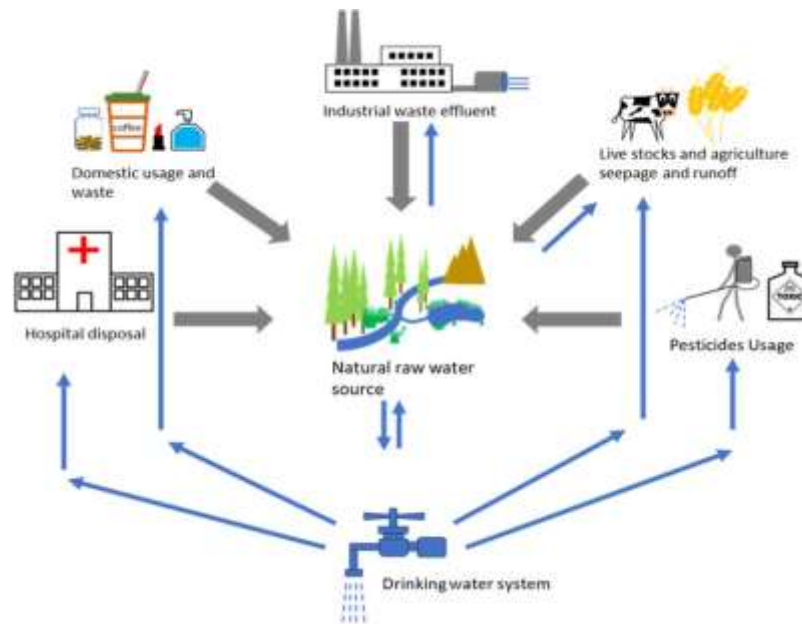 Industrial waste effluent
coffee
Domestic usage and
waste
Live stocks and agriculture
seepage and runoff
Hospital disposal
Pesticides Usage
Natural raw water
source
Drinking water system